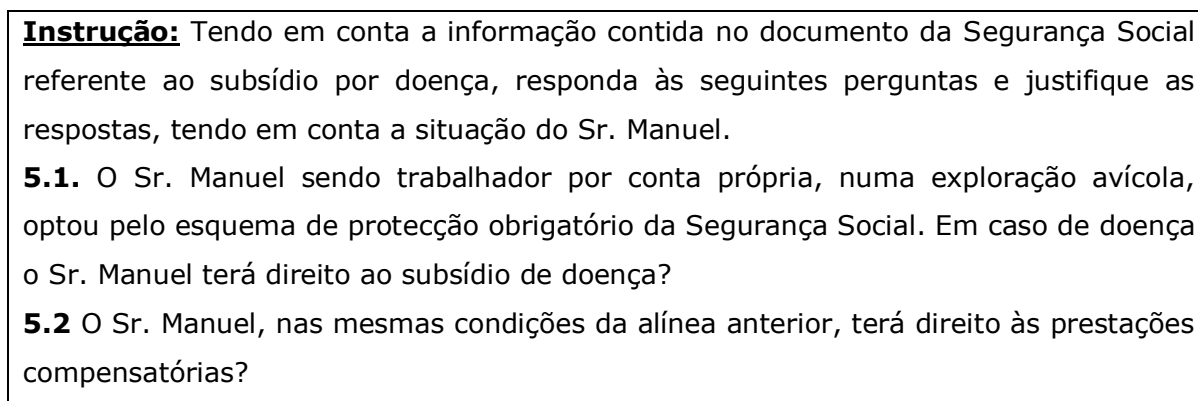 Instrução: Tendo em conta a informação contida no documento da Segurança Social
referente ao subsídio por doença, responda às seguintes perguntas e justifique as
respostas, tendo em conta a situação do Sr. Manuel.
5.1. O Sr. Manuel sendo trabalhador por conta própria, numa exploração avícola,
optou pelo esquema de protecção obrigatório da Segurança Social. Em caso de doença
o Sr. Manuel terá direito ao subsídio de doença?
5.2 O Sr. Manuel, nas mesmas condições da alínea anterior, terá direito às prestações
compensatórias?